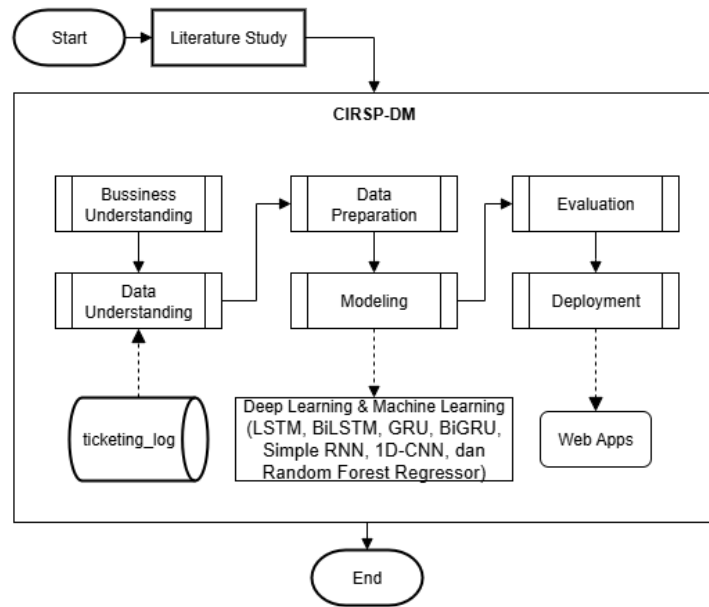 Start
Literature Study
CIRSP-DM
Bussiness
Understanding
Data
Preparation
Evaluation
Data
Understanding
Modeling
Deployment
ticketing_log
Deep Learning & Machine Learning
(LSTM, BiLSTM, GRU, BiGRU,
Simple RNN, 1D-CNN, dan
Random Forest Regressor)
Web Apps
End